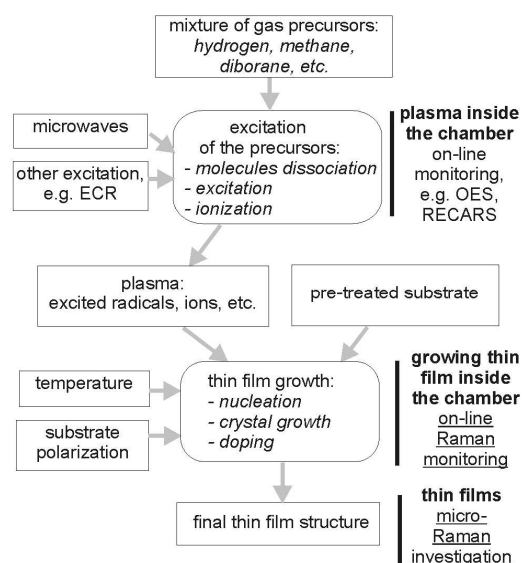 mixture of gas precursors:
hydrogen, methane,
diborane, etc.
microwaves
other excitation,
e.g. ECR
excitation
of the precursors:
- molecules dissociation
- excitation
- ionization
plasma inside
the chamber
on-line
monitoring,
e.g. OES,
RECARS
plasma:
excited radicals, ions, etc.
pre-treated substrate
temperature
substrate
polarization
thin film growth:
- nucleation
- crystal growth
- doping
growing thin
film inside
the chamber
on-line
Raman
monitoring
final thin film structure
thin films
micro-
Raman
investigation